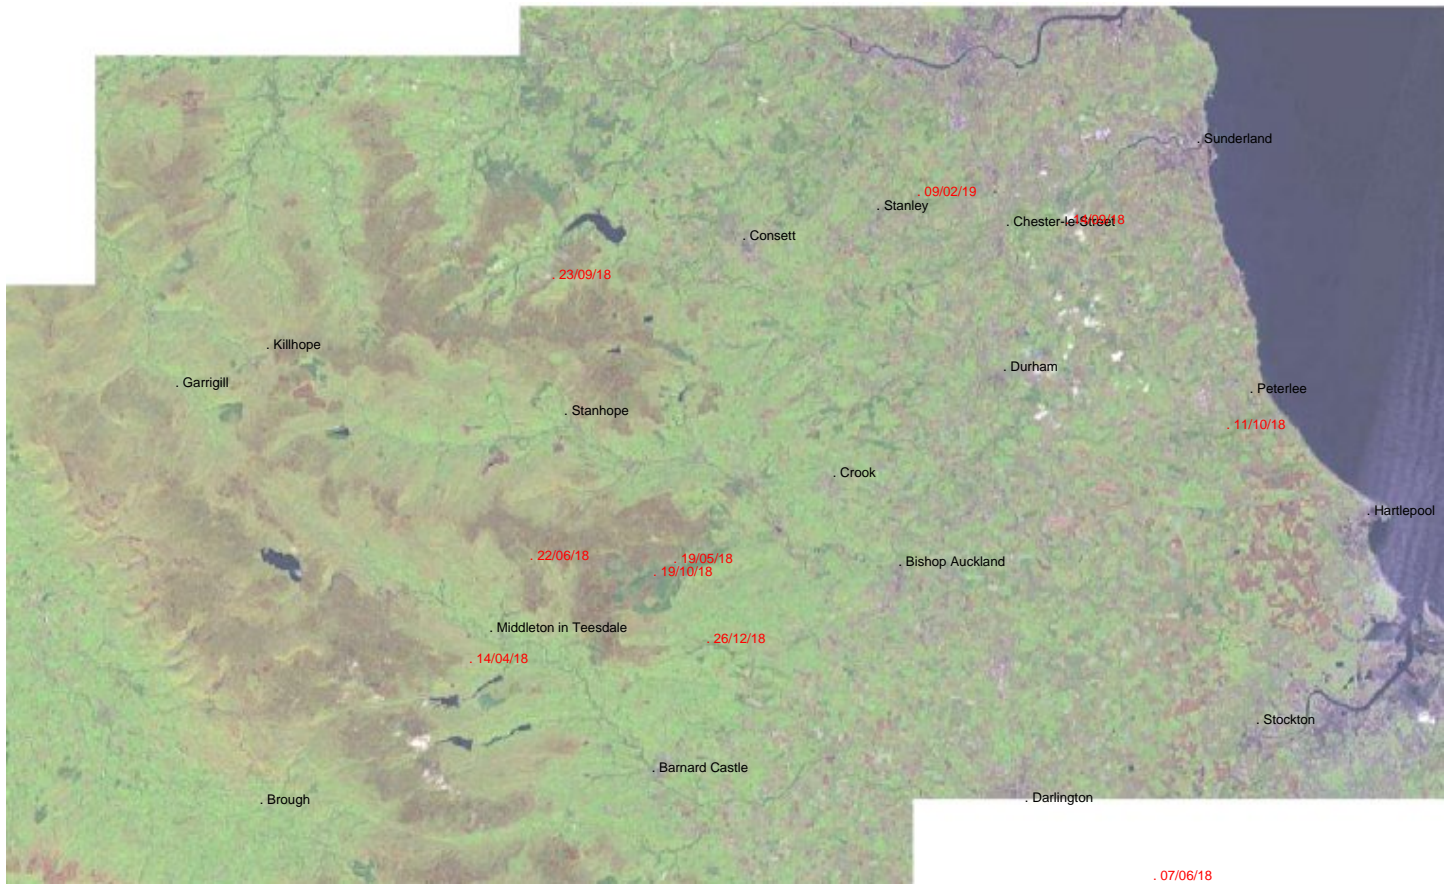 . Sunderland
. 09/02/19
. Stanley
. Chester-le-Street
. Consett
. 23/09/18
. Killhope
. Durham
. Garrigill
. Peterlee
. Stanhope
. 11/10/18
. Crook
. Hartlepool
. 22/06/18
. 19/05/18
. Bishop Auckland
. 19/10/18
. Middleton in Teesdale
. 26/12/18
. 14/04/18
. Stockton
. Barnard Castle
. Brough
. Darlington
. 07/06/18